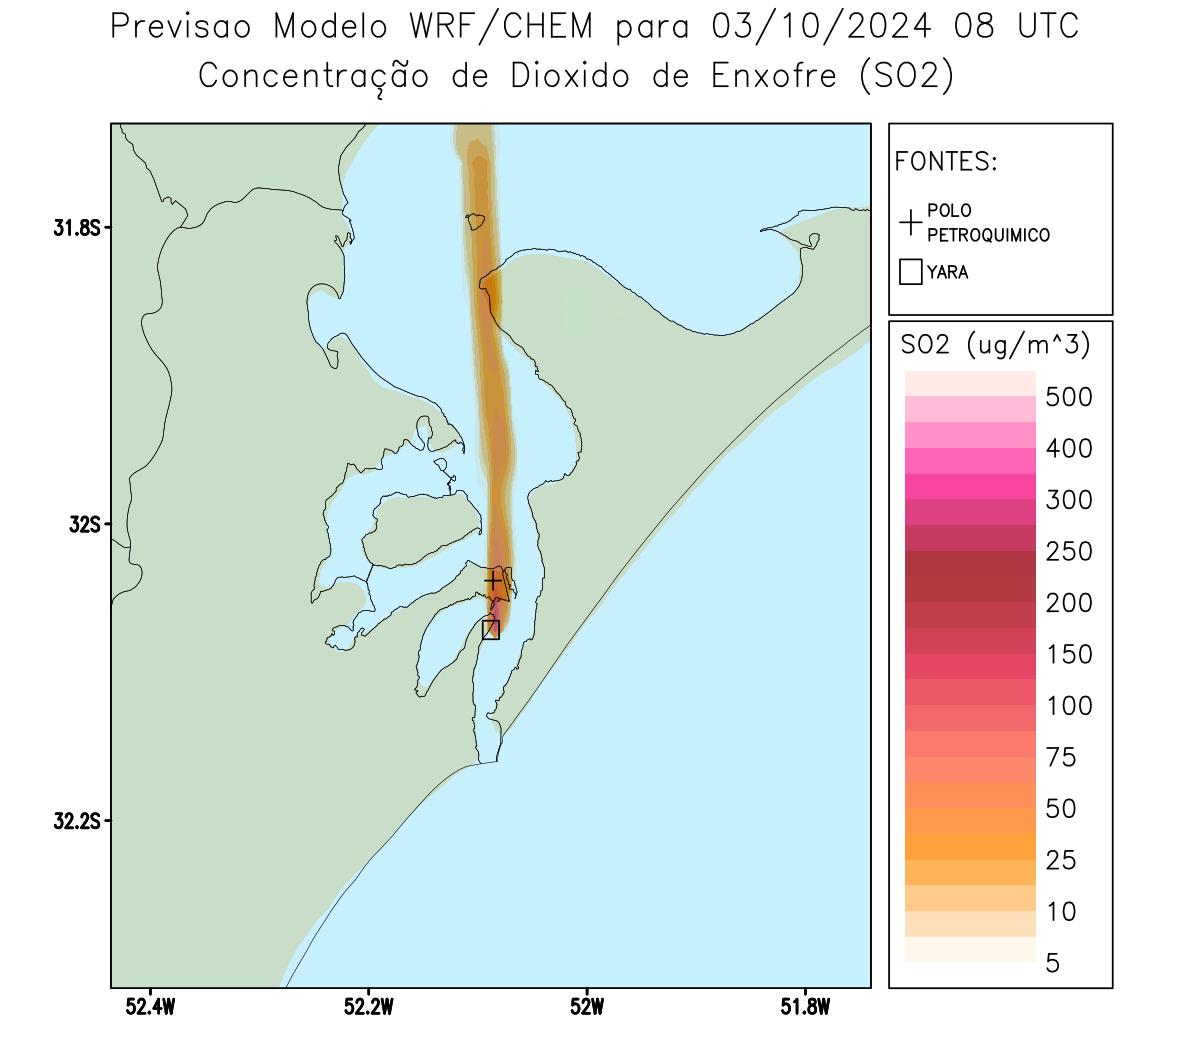 Previsao Modelo WRF/CHEM para 03/10/2024 08 UTC
Concentração de Dioxido de Enxofre (SO2)
FONTES:
POLO
PETROQUIMICO
YARA
SO2 (ug/m^3)
500
400
300
250
200
150
100
75
50
25
10
5
31.8S
32S
32.2S
52.4W
52.2W
52W
51.8W